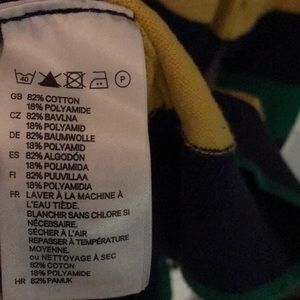 40 P
GB 82% COTTON
18% POLYAMIDE
CZ 82% BAVLNA
18% POLYAMID
DE 82% BAUMWOLLE
18% POLYAMID
ES 82% ALGODÓN
18% POLIAMIDA
FI 82% PUUVILLAA
18% POLYAMIDIA
FR LAVER À LA MACHINE À
L'EAU TIÈDE.
BLANCHIR SANS CHLORE SI
NÉCESSAIRE.
SÉCHER À PLAT.
REPASSER À TEMPÉRATURE
MOYENNE.
ou NETTOYAGE À SEC
82% COTON
18% POLYAMIDE
HR 82% PAMUK